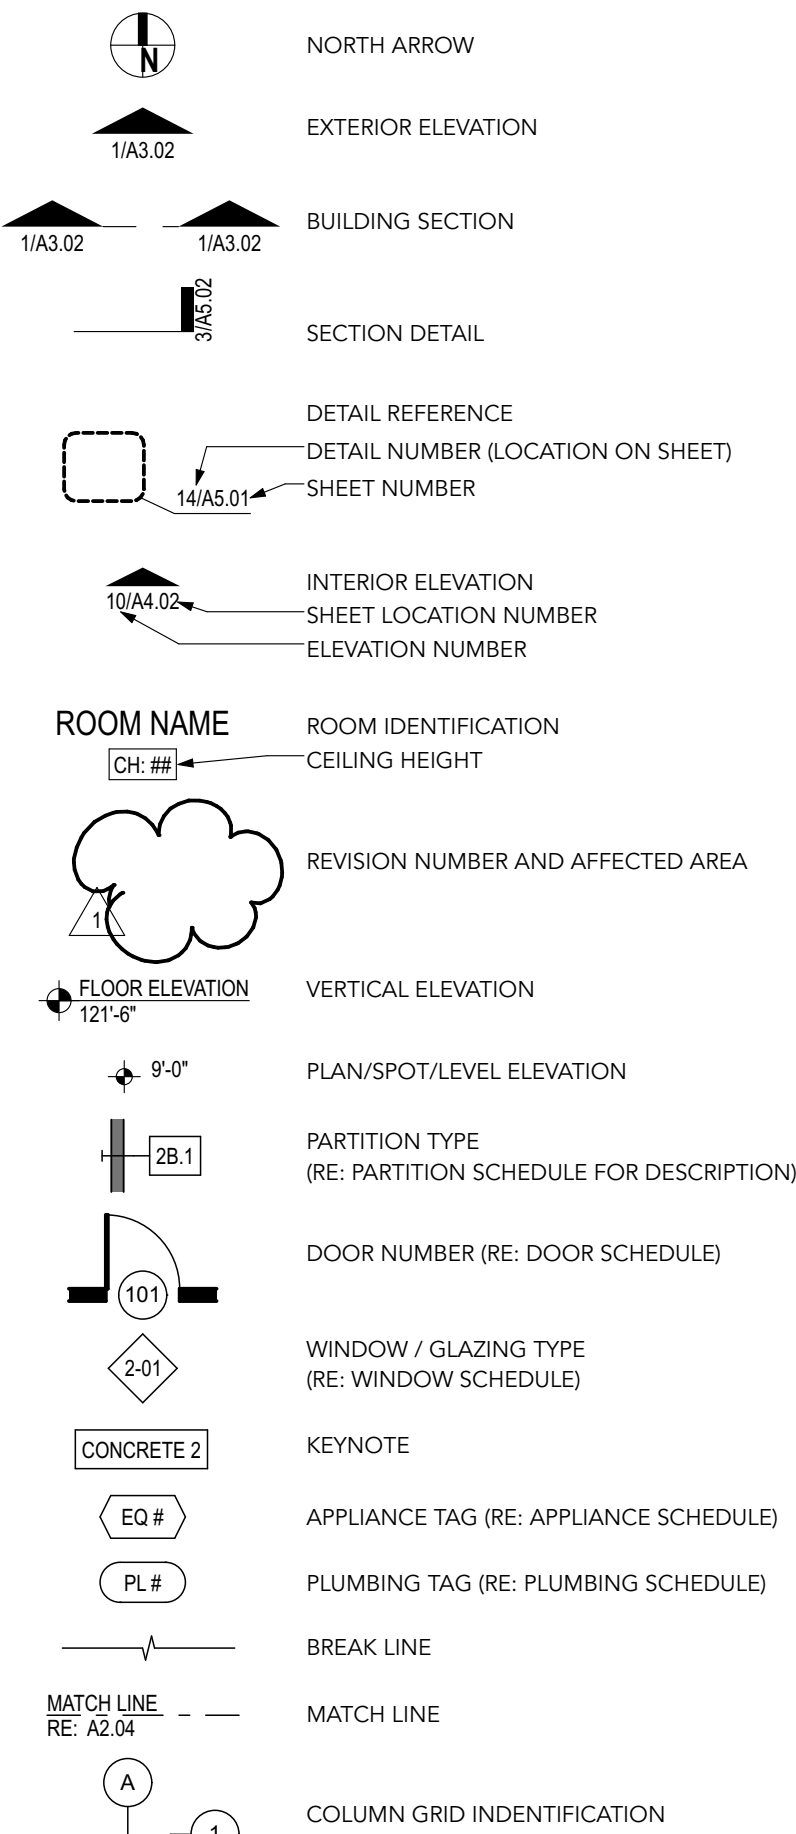 N
NORTH ARROW
1/A3.02
EXTERIOR ELEVATION
1/A3.02
1/A3.02
BUILDING SECTION
3/A5.02
SECTION DETAIL
DETAIL REFERENCE
DETAIL NUMBER (LOCATION ON SHEET)
14/A5.01
SHEET NUMBER
INTERIOR ELEVATION
10/A4.02
SHEET LOCATION NUMBER
ELEVATION NUMBER
ROOM NAME
ROOM IDENTIFICATION
CH: ##
CEILING HEIGHT
REVISION NUMBER AND AFFECTED AREA
1
FLOOR ELEVATION
121'-6"
VERTICAL ELEVATION
9'-0"
PLAN/SPOT/LEVEL ELEVATION
2B.1
PARTITION TYPE
(RE: PARTITION SCHEDULE FOR DESCRIPTION)
101
DOOR NUMBER (RE: DOOR SCHEDULE)
2-01
WINDOW / GLAZING TYPE
(RE: WINDOW SCHEDULE)
CONCRETE 2
KEYNOTE
EQ #
APPLIANCE TAG (RE: APPLIANCE SCHEDULE)
PL #
PLUMBING TAG (RE: PLUMBING SCHEDULE)
BREAK LINE
MATCH LINE
RE: A2.04
MATCH LINE
A
1
COLUMN GRID INDENTIFICATION